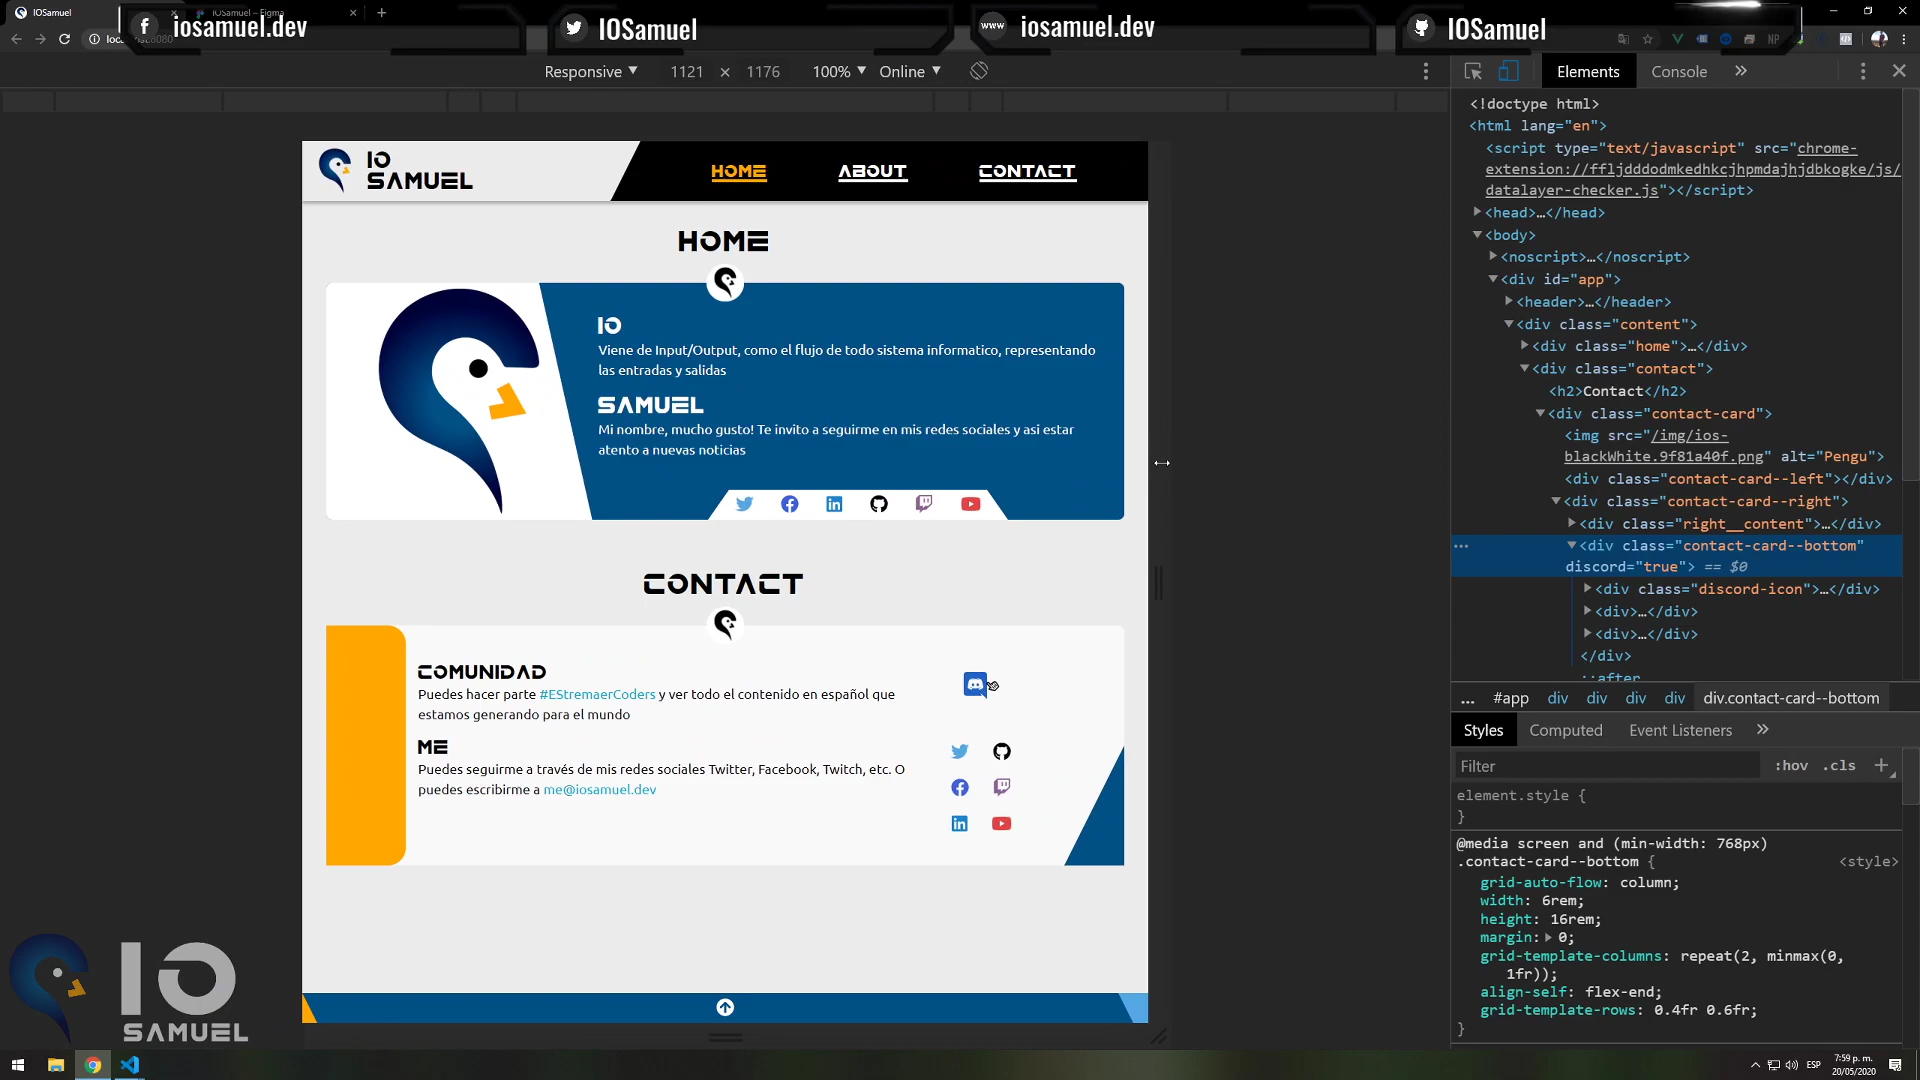 IOSamuel
IOSamuel – Figma
iosamuel.dev
IOSamuel
iosamuel.dev
IOSamuel
Responsive
1121
×
1176
100%
Online
Elements
Console
IO
SAMUEL
HOME
ABOUT
CONTACT
HOME
IO
Viene de Input/Output, como el flujo de todo sistema informatico, representando
las entradas y salidas
SAMUEL
Mi nombre, mucho gusto! Te invito a seguirme en mis redes sociales y asi estar
atento a nuevas noticias
CONTACT
COMUNIDAD
Puedes hacer parte #EStremaerCoders y ver todo el contenido en español que
estamos generando para el mundo
ME
Puedes seguirme a través de mis redes sociales Twitter, Facebook, Twitch, etc. O
puedes escribirme a me@iosamuel.dev
<!doctype html>
<html lang="en">
<script type="text/javascript" src="chrome-
extension://ffljdddodmkedhkcjhpmdajhjdbkogke/js/
datalayer-checker.js"></script>
<head>…</head>
<body>
<noscript>…</noscript>
<div id="app">
<header>…</header>
<div class="content">
<div class="home">…</div>
<div class="contact">
<h2>Contact</h2>
<div class="contact-card">
<img src="/img/ios-
blackWhite.9f81a40f.png" alt="Pengu">
<div class="contact-card--left"></div>
<div class="contact-card--right">
<div class="right__content">…</div>
<div class="contact-card--bottom"
discord="true"> == $0
<div class="discord-icon">…</div>
<div>…</div>
<div>…</div>
</div>
::after
... #app div div div div div.contact-card--bottom
Styles
Computed
Event Listeners
Filter
:hov .cls +
element.style {
}
@media screen and (min-width: 768px)
.contact-card--bottom {
<style>
grid-auto-flow: column;
width: 6rem;
height: 16rem;
margin: 0;
grid-template-columns: repeat(2, minmax(0,
1fr));
align-self: flex-end;
grid-template-rows: 0.4fr 0.6fr;
}
IO
SAMUEL
ESP
7:59 p. m.
20/05/2020